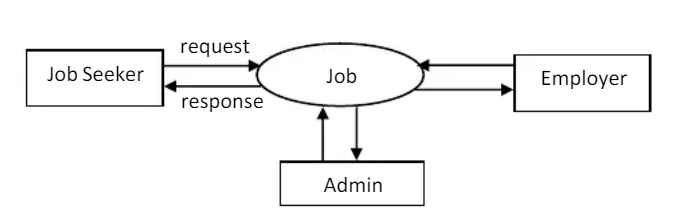 request
Job Seeker
Job
Employer
response
Admin